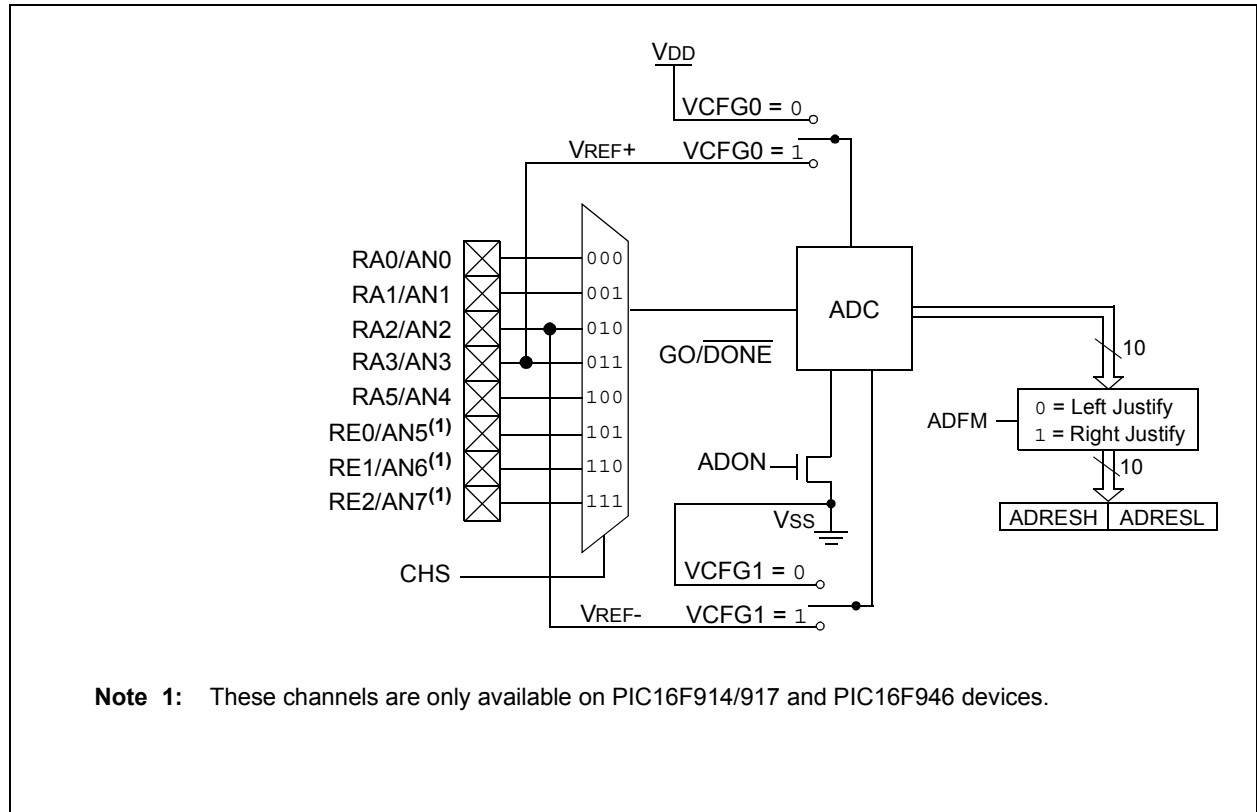 VDD
VCFG0 = 0
VREF+ VCFG0 = 1
RA0/AN0 000
RA1/AN1 001
RA2/AN2 010
RA3/AN3 011
RA5/AN4 100
RE0/AN5(1) 101
RE1/AN6(1) 110
RE2/AN7(1) 111
CHS
ADC
GO/DONE
10
ADFM
0 = Left Justify
1 = Right Justify
10
ADRESH ADRESL
ADON
VSS
VCFG1 = 0
VREF- VCFG1 = 1
Note 1: These channels are only available on PIC16F914/917 and PIC16F946 devices.